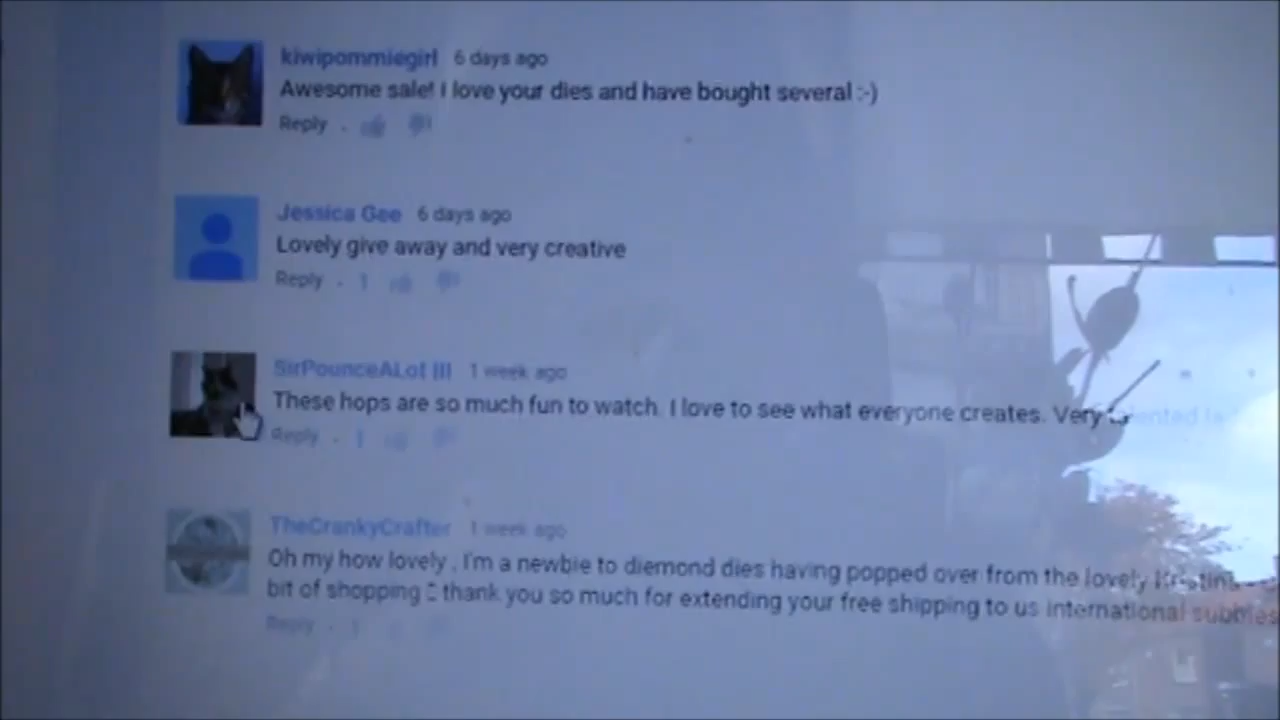 kiwipommiegirl 6 days ago
Awesome sale! I love your dies and have bought several :-)
Reply
Jessica Gee 6 days ago
Lovely give away and very creative
Reply · 1
SirPounceALot III 1 week ago
These hops are so much fun to watch. I love to see what everyone creates. Very
Reply · 1
TheCrankyCrafter 1 week ago
Oh my how lovely . I'm a newbie to diemond dies having popped over from the lovely
bit of shopping thank you so much for extending your free shipping to us international subbies
Reply · 1